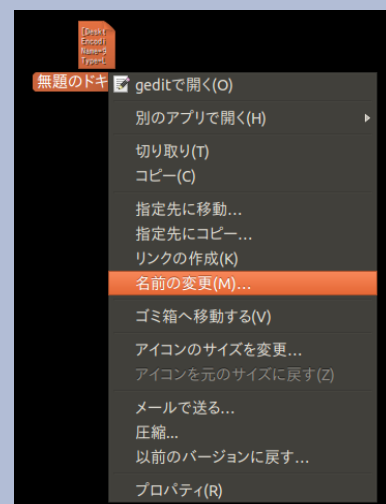 [Desk
Encodi
Name=9
Type=L
無題のドキ
geditで開く(O)
別のアプリで開く(H)
切り取り(T)
コピー(C)
指定先に移動...
指定先にコピー...
リンクの作成(K)
名前の変更(M)...
ゴミ箱へ移動する(V)
アイコンのサイズを変更...
アイコンを元のサイズに戻す(Z)
メールで送る...
圧縮...
以前のバージョンに戻す...
プロパティ(R)